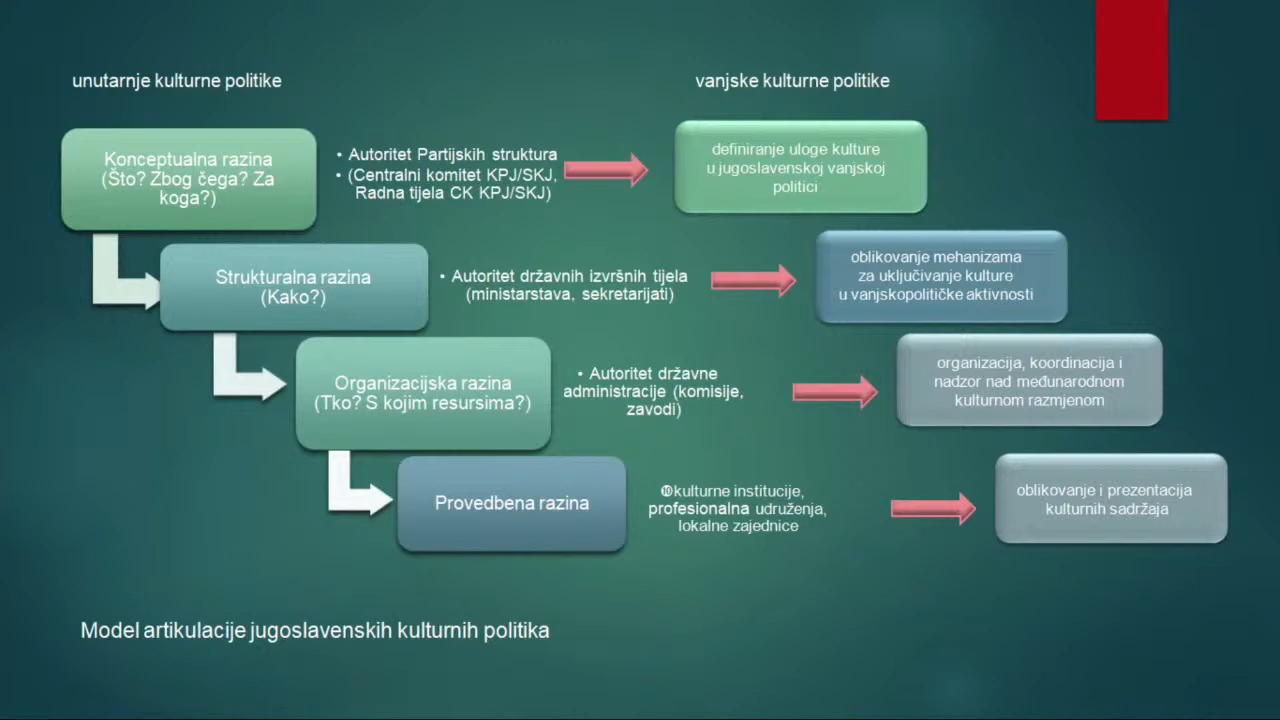 unutarnje kulturne politike
vanjske kulturne politike
Konceptualna razina
(Što? Zbog čega? Za
koga?)
• Autoritet Partijskih struktura
• (Centralni komitet KPJ/SKJ,
Radna tijela CK KPJ/SKJ)
definiranje uloge kulture
u jugoslavenskoj vanjskoj
politici
Strukturalna razina
(Kako?)
• Autoritet državnih izvršnih tijela
(ministarstava, sekretarijati)
oblikovanje mehanizama
za uključivanje kulture
u vanjskopolitičke aktivnosti
Organizacijska razina
(Tko? S kojim resursima?)
• Autoritet državne
administracije (komisije,
zavodi)
organizacija, koordinacija i
nadzor nad međunarodnom
kulturnom razmjenom
Provedbena razina
❿kulturne institucije,
profesionalna udruženja,
lokalne zajednice
oblikovanje i prezentacija
kulturnih sadržaja
Model artikulacije jugoslavenskih kulturnih politika